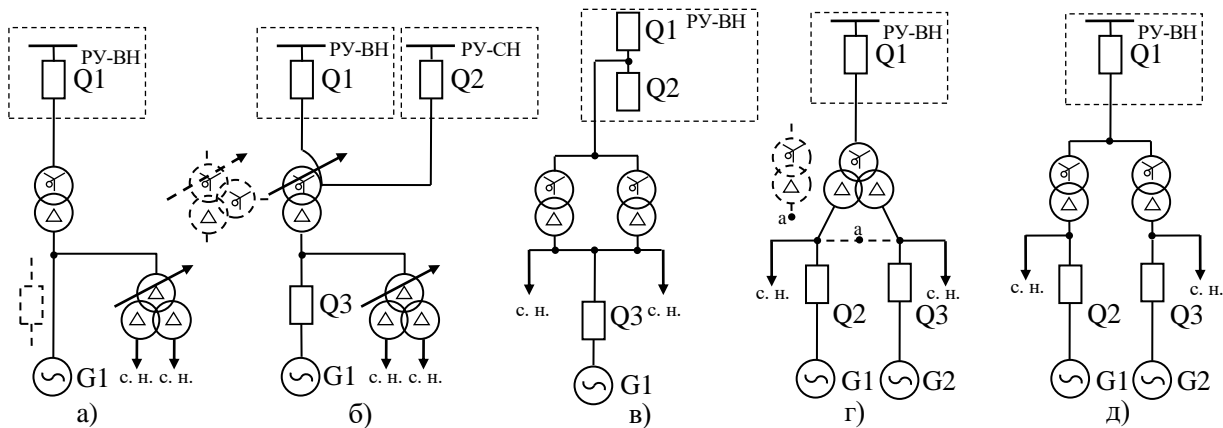 РУ-ВН
Q1
с. н. с. н.
G1
а)
РУ-ВН
Q1
РУ-СН
Q2
Q3
с. н. с. н.
G1
б)
Q1 РУ-ВН
Q2
с. н. с. н.
Q3
G1
в)
РУ-ВН
Q1
а
а
с. н. с. н.
Q2 Q3
G1 G2
г)
РУ-ВН
Q1
с. н. с. н.
Q2 Q3
G1 G2
д)